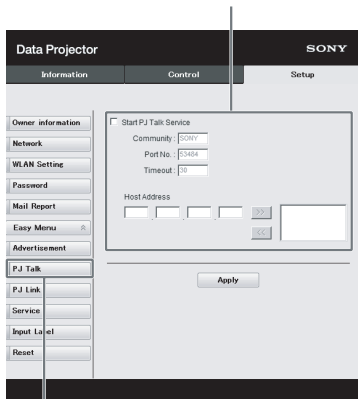 Data Projector
SONY
Information
Control
Setup
Owner information
Network
WLAN Setting
Password
Mail Report
Easy Menu
Advertisement
PJ Talk
PJ Link
Service
Input Label
Reset
Start PJ Talk Service
Community : SONY
Port No. : 53484
Timeout : 30
Host Address
. . .
>>
<<
Apply